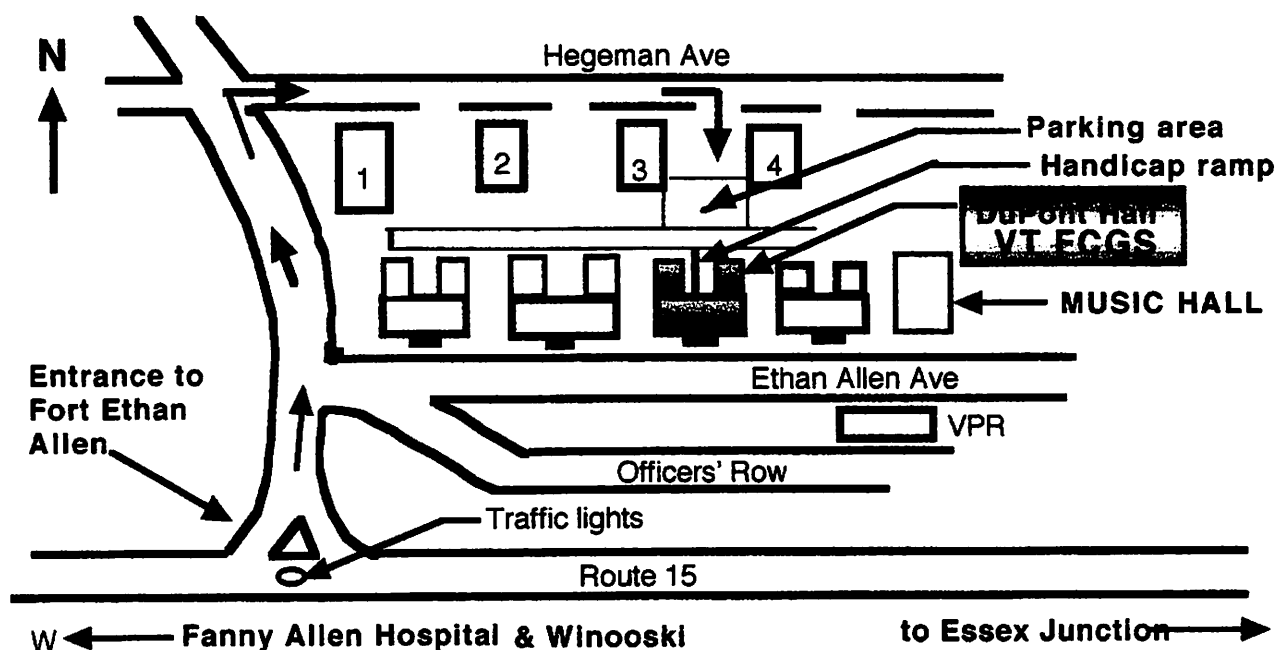 Hegeman Ave
N
Parking area
Handicap ramp
1
2
3
4
DuPont Hall
VT ECGS
MUSIC HALL
Entrance to
Fort Ethan
Allen
Ethan Allen Ave
VPR
Officers' Row
Traffic lights
Route 15
W
Fanny Allen Hospital & Winooski
to Essex Junction